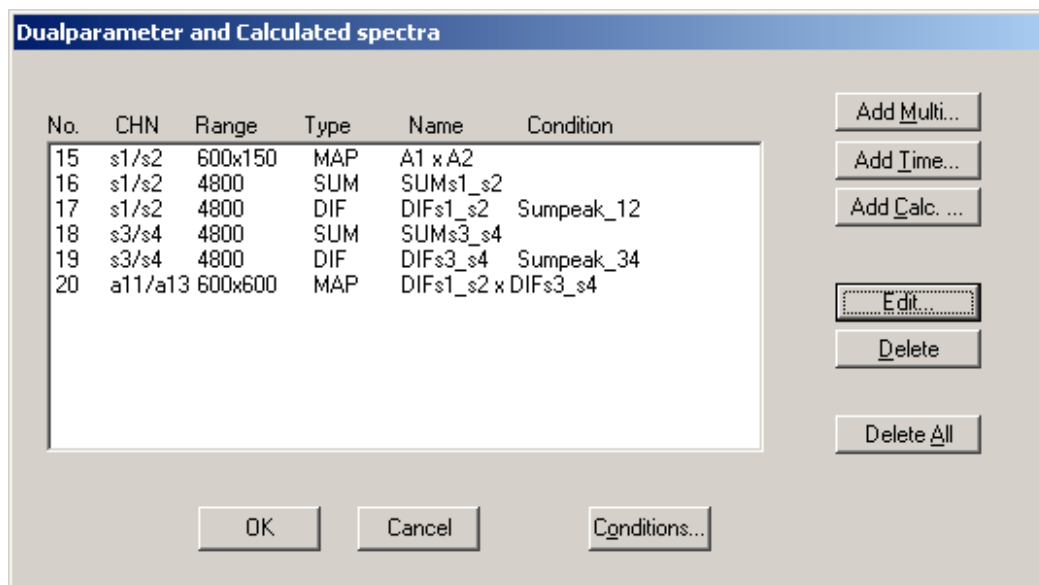 Dualparameter and Calculated spectra
No. CHN Range Type Name Condition
15 s1/s2 600x150 MAP A1 x A2
16 s1/s2 4800 SUM SUMs1_s2
17 s1/s2 4800 DIF DIFs1_s2 Sumpeak_12
18 s3/s4 4800 SUM SUMs3_s4
19 s3/s4 4800 DIF DIFs3_s4 Sumpeak_34
20 a11/a13 600x600 MAP DIFs1_s2 x DIFs3_s4
Add Multi...
Add Time...
Add Calc. ...
Edit...
Delete
Delete All
OK Cancel Conditions...